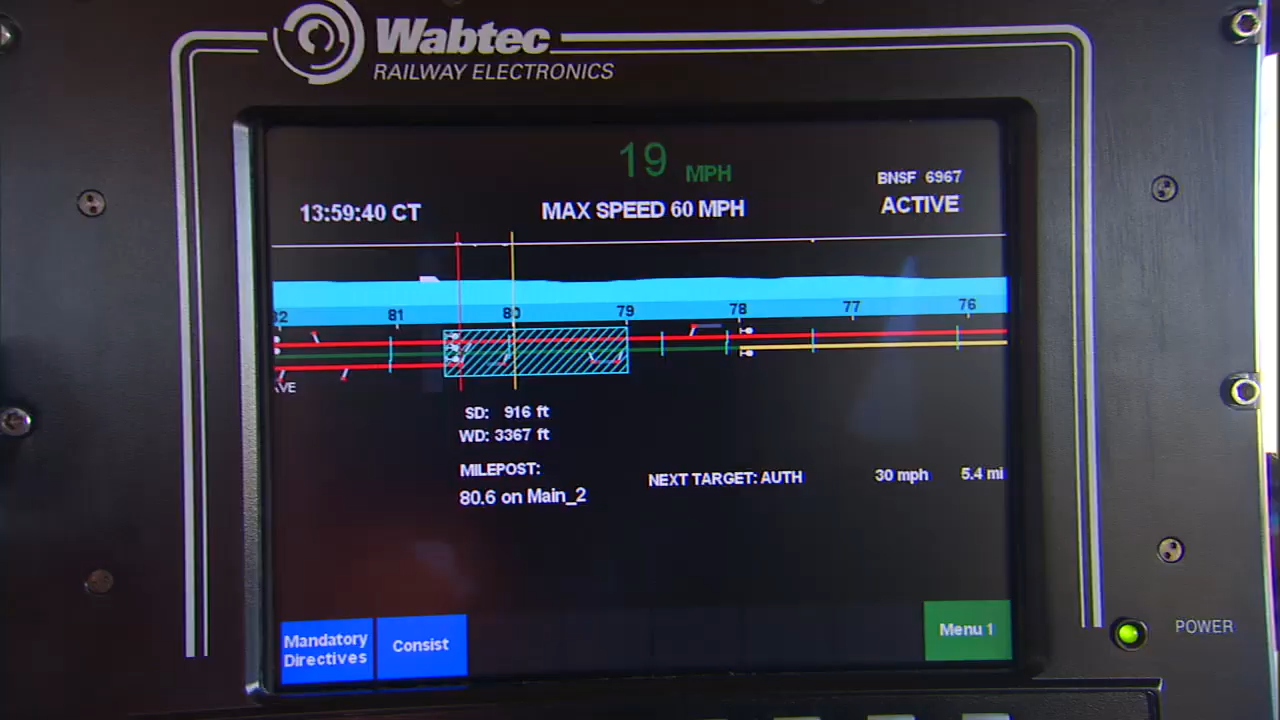 Wabtec
RAILWAY ELECTRONICS
19 MPH
BNSF 6967
13:59:40 CT
MAX SPEED 60 MPH
ACTIVE
82 81 80 79 78 77 76
VE
SD: 916 ft
WD: 3367 ft
MILEPOST:
80.6 on Main_2
NEXT TARGET: AUTH 30 mph 5.4 mi
Mandatory
Directives
Consist
Menu 1
POWER